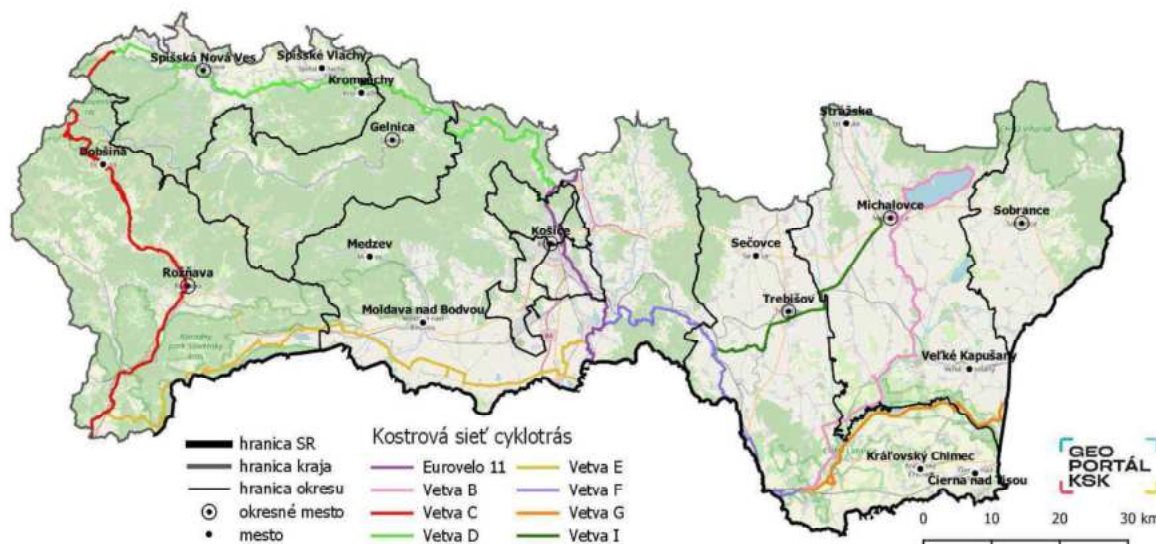 Spišská Nová Ves
Spišské Vlachy
Krompachy
Gelnica
Dobšiná
Rožňava
Medzev
Moldava nad Bodvou
Košice
Strážske
Michalovce
Sobrance
Sečovce
Trebišov
Veľké Kapušany
Kráľovský Chlmec
Čierna nad Tisou
hranica SR
hranica kraja
hranica okresu
okresné mesto
mesto
Kostrová sieť cyklotrás
Eurovelo 11
Vetva B
Vetva C
Vetva D
Vetva E
Vetva F
Vetva G
Vetva I
GEO
PORTÁL
KSK
0 10 20 30 km